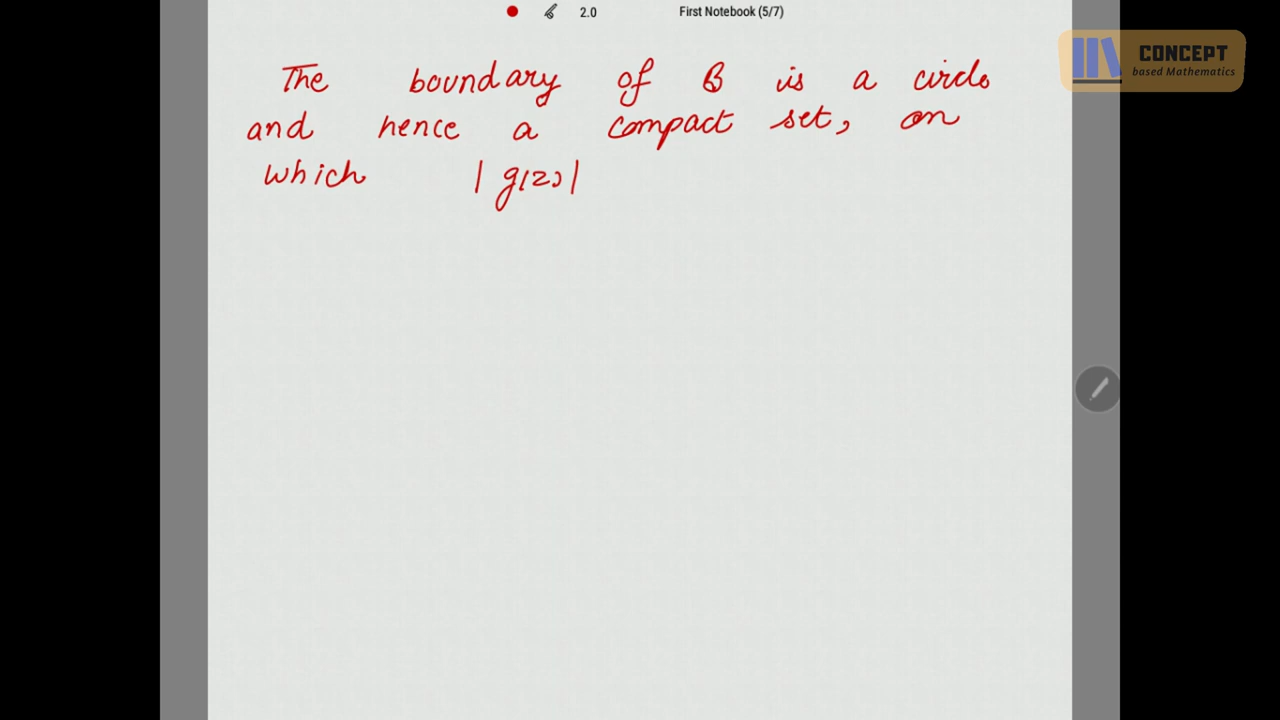 2.0 First Notebook (5/7)
CONCEPT
based Mathematics
The boundary of B is a circle
and hence a compact set, on
which |g(z)|